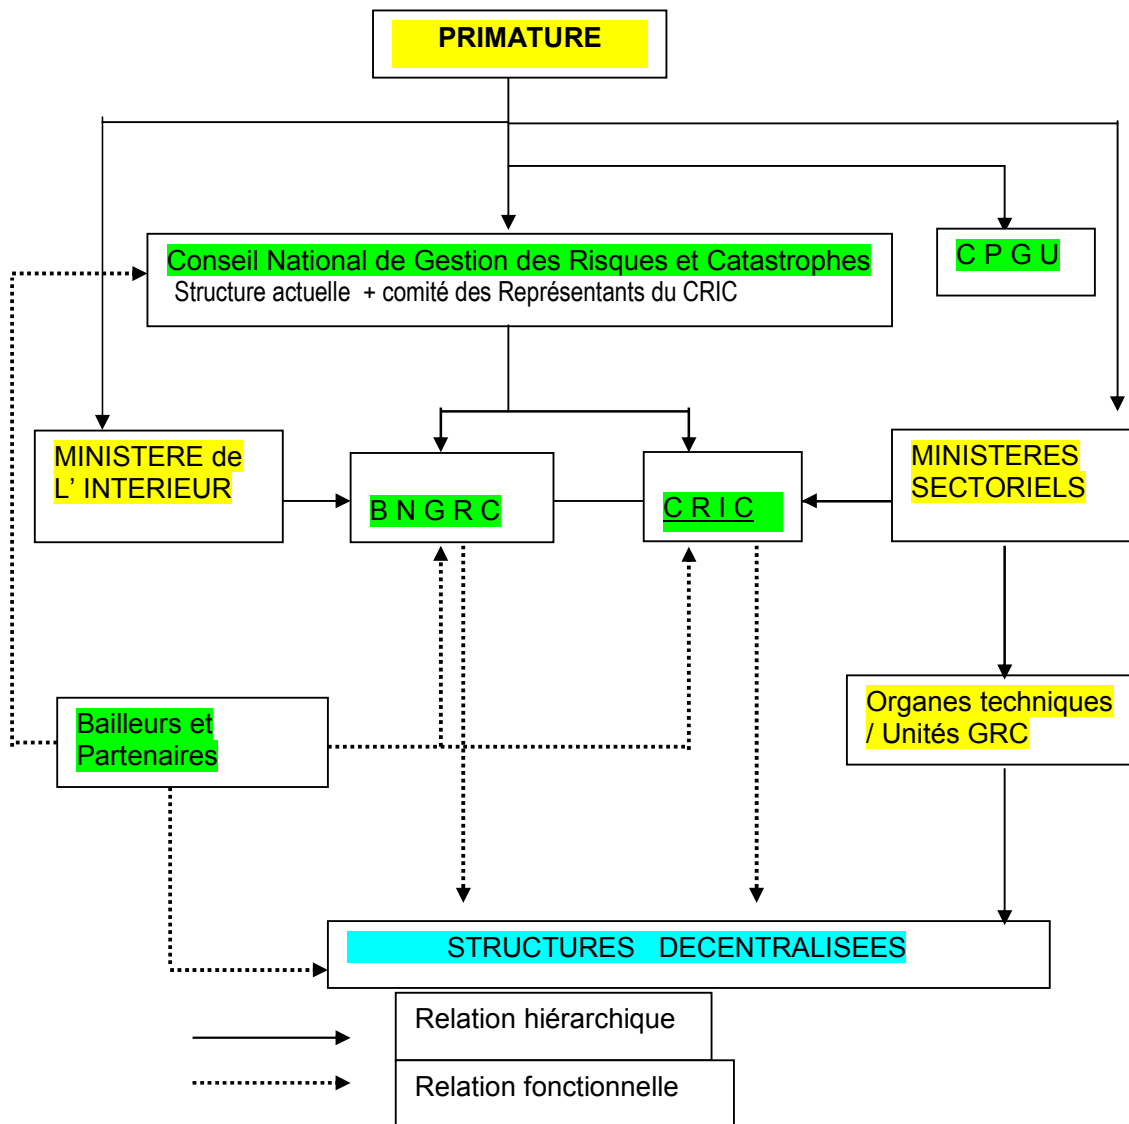 PRIMATURE
Conseil National de Gestion des Risques et Catastrophes
Structure actuelle + comité des Représentants du CRIC
C P G U
MINISTERE de
L' INTERIEUR
B N G R C
C R I C
MINISTERES
SECTORIELS
Bailleurs et
Partenaires
Organes techniques
/ Unités GRC
STRUCTURES DECENTRALISEES
Relation hiérarchique
Relation fonctionnelle